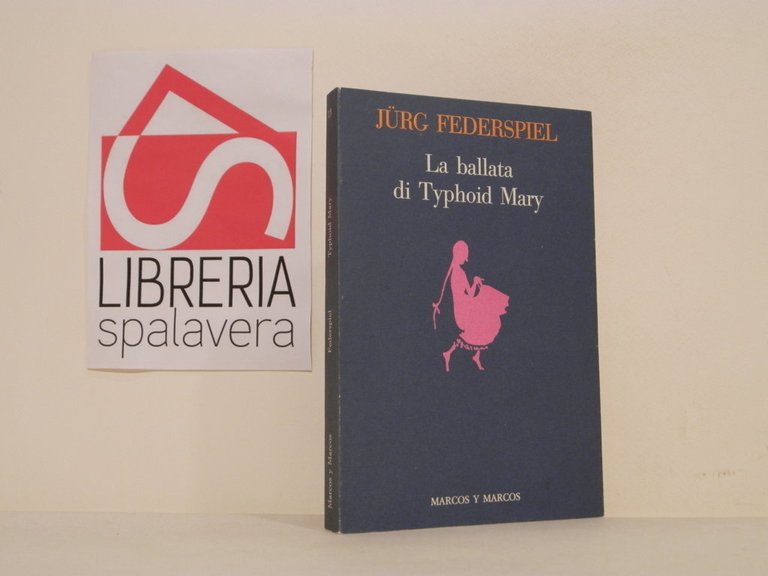 LIBRERIA
spalavera
JÜRG FEDERSPIEL
La ballata
di Typhoid Mary
MARCOS Y MARCOS
Marcos y Marcos Federspiel Typhoid Mary